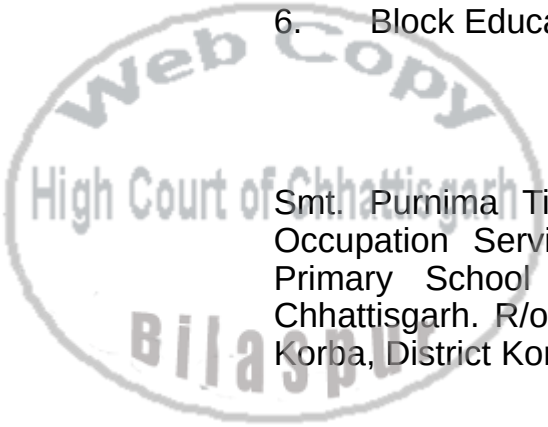 6. Block Educa
Web Copy
High Court of Chhattisgarh
Bilaspur
Smt. Purnima Ti
Occupation Servi
Primary School
Chhattisgarh. R/o
Korba, District Kor